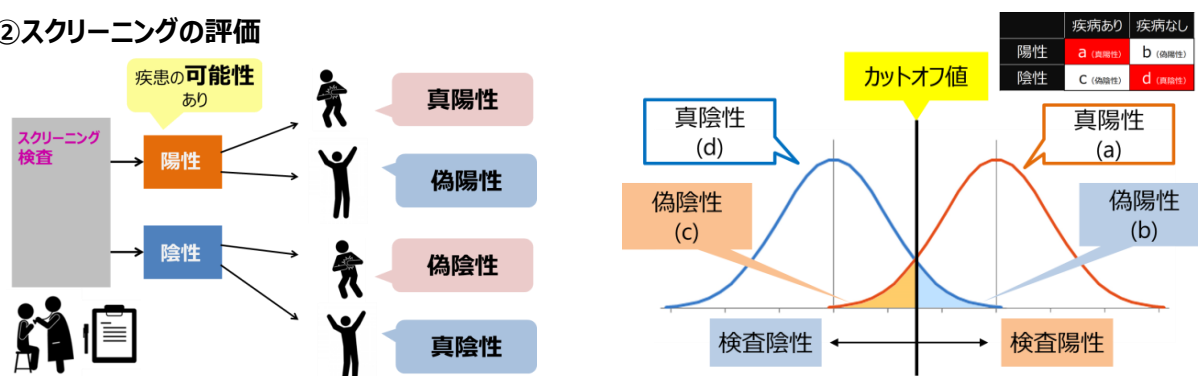 ②スクリーニングの評価
疾患の可能性
あり
スクリーニング
検査
陽性
陰性
真陽性
偽陽性
偽陰性
真陰性
疾病あり 疾病なし
陽性 a (真陽性) b (偽陽性)
陰性 c (偽陰性) d (真陰性)
カットオフ値
真陰性
(d)
真陽性
(a)
偽陰性
(c)
偽陽性
(b)
検査陰性
検査陽性